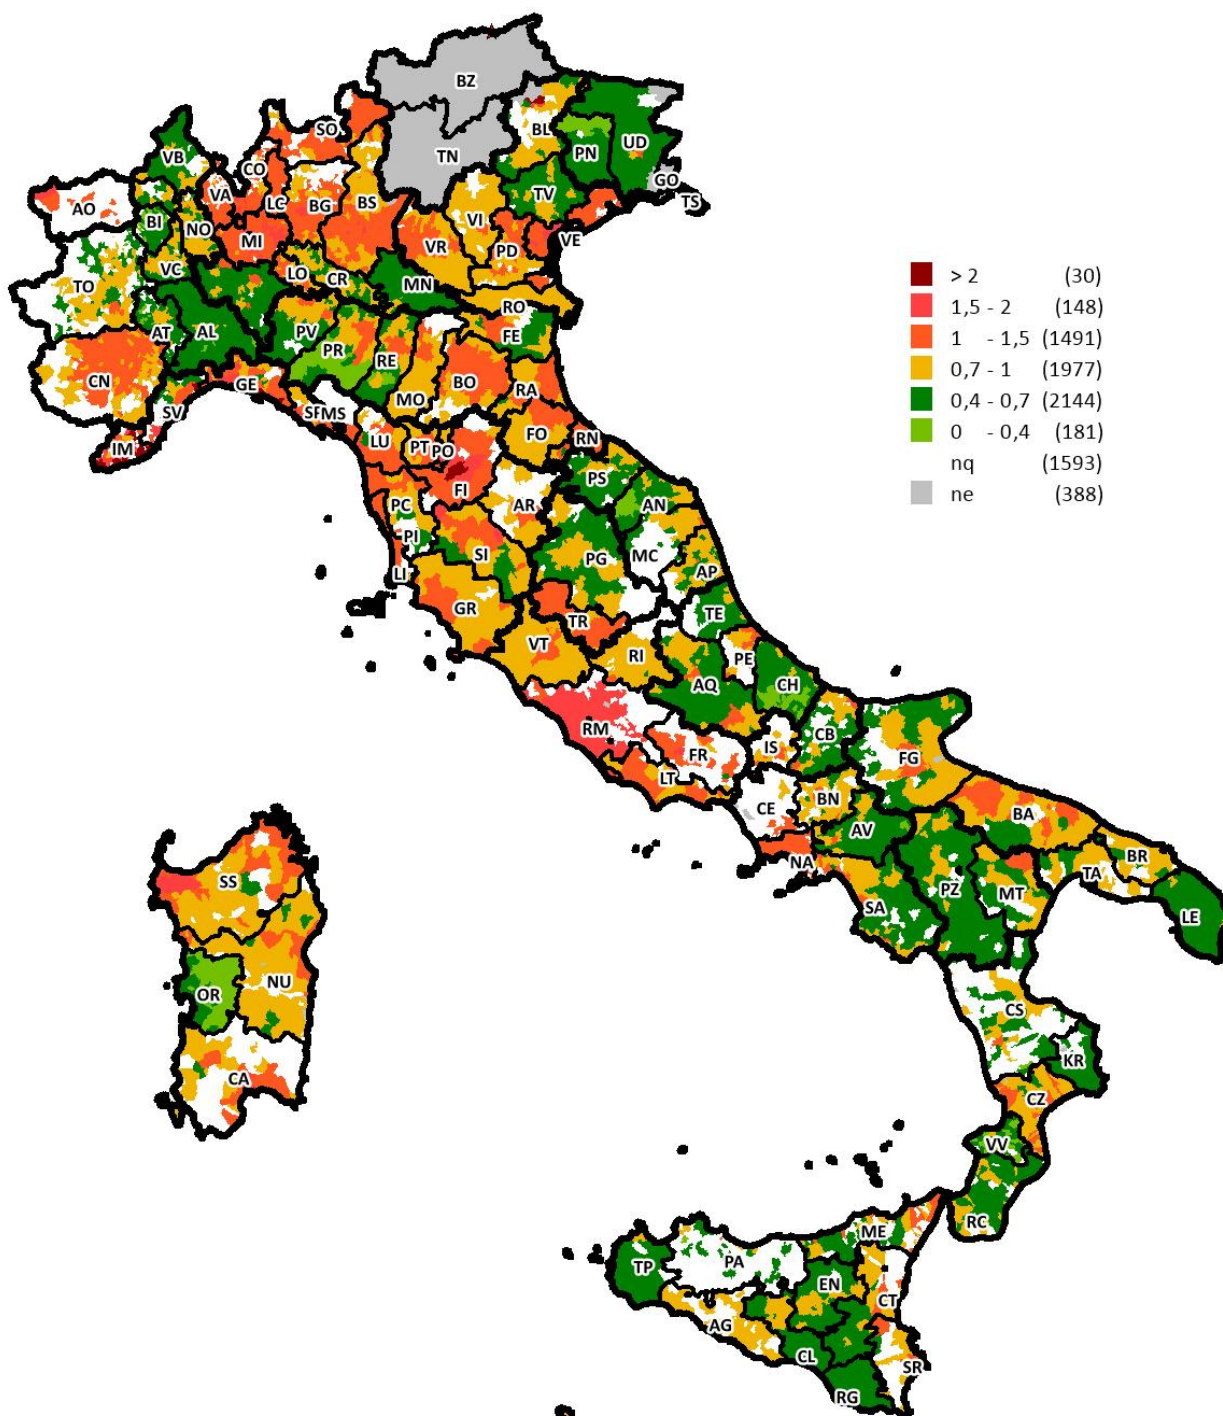 BZ
SO
BL
UD
PN
TN
VB
CO
GO
VA
TV
TS
LC
BG
BS
AO
BI
NO
VI
MI
VR
PD
VE
VC
LO
CR
TO
MN
RO
AT
AL
PV
PR
RE
FE
CN
GE
MO
BO
RA
SV
SP
MS
IM
LU
PT
PO
FO
RN
FI
PS
PC
AR
AN
PI
SI
PG
MC
LI
AP
GR
TE
TR
VT
RI
PE
AQ
CH
RM
CB
FR
IS
FG
LT
CE
BN
BA
AV
NA
BR
TA
SS
PZ
MT
SA
LE
OR
NU
CS
CA
KR
CZ
VV
RC
ME
TP
PA
EN
CT
AG
CL
SR
RG
> 2 (30)
1,5 - 2 (148)
1 - 1,5 (1491)
0,7 - 1 (1977)
0,4 - 0,7 (2144)
0 - 0,4 (181)
nq (1593)
ne (388)